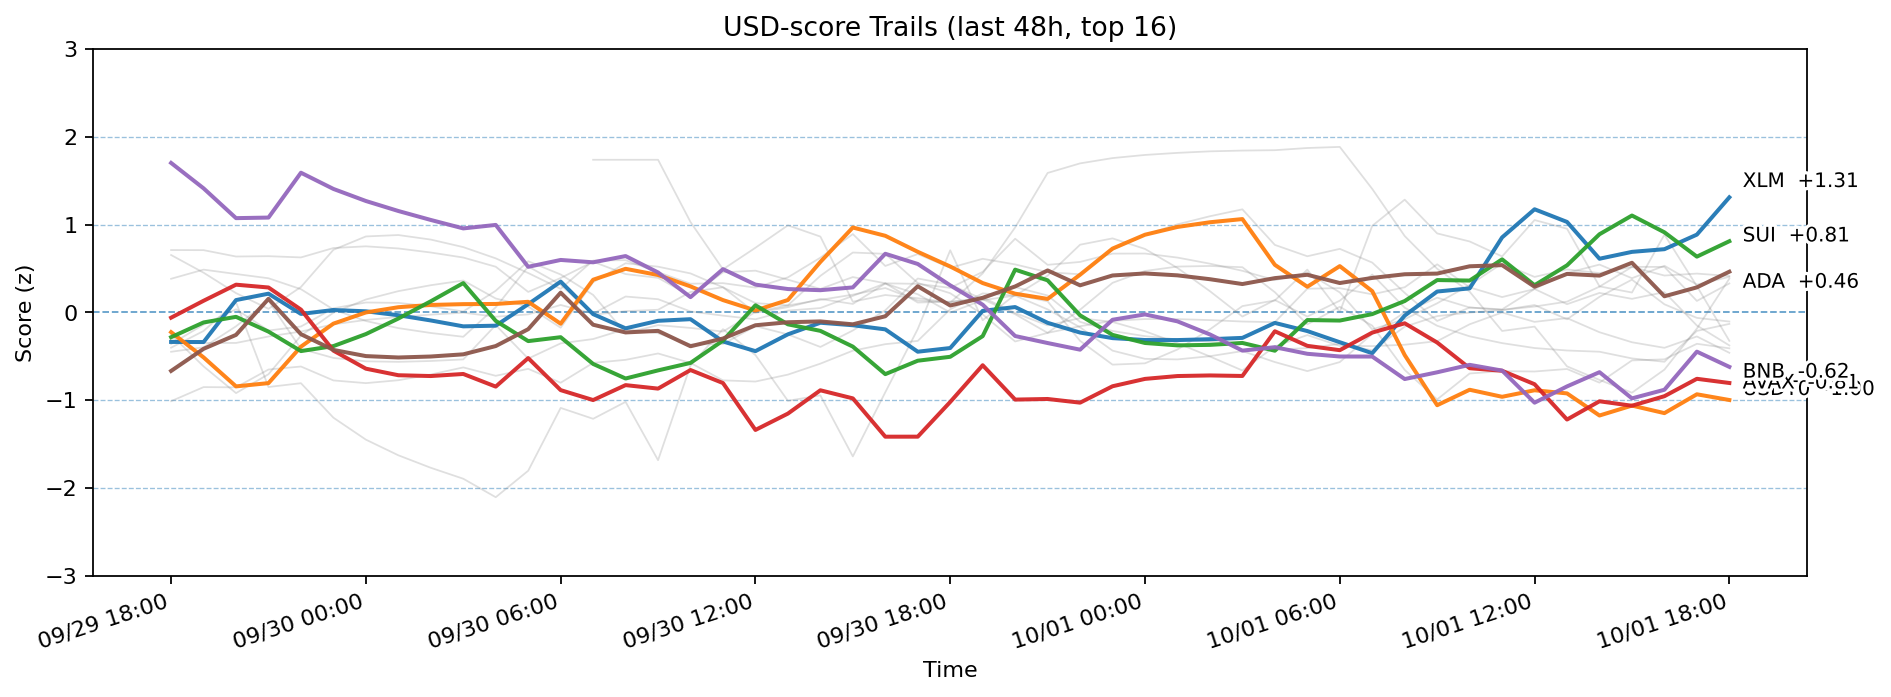 USD-score Trails (last 48h, top 16)
Score (z)
3
2
1
0
−1
−2
−3
XLM +1.31
SUI +0.81
ADA +0.46
BNB -0.62
AVAX -0.81
09/29 18:00
09/30 00:00
09/30 06:00
09/30 12:00
09/30 18:00
10/01 00:00
10/01 06:00
10/01 12:00
10/01 18:00
Time